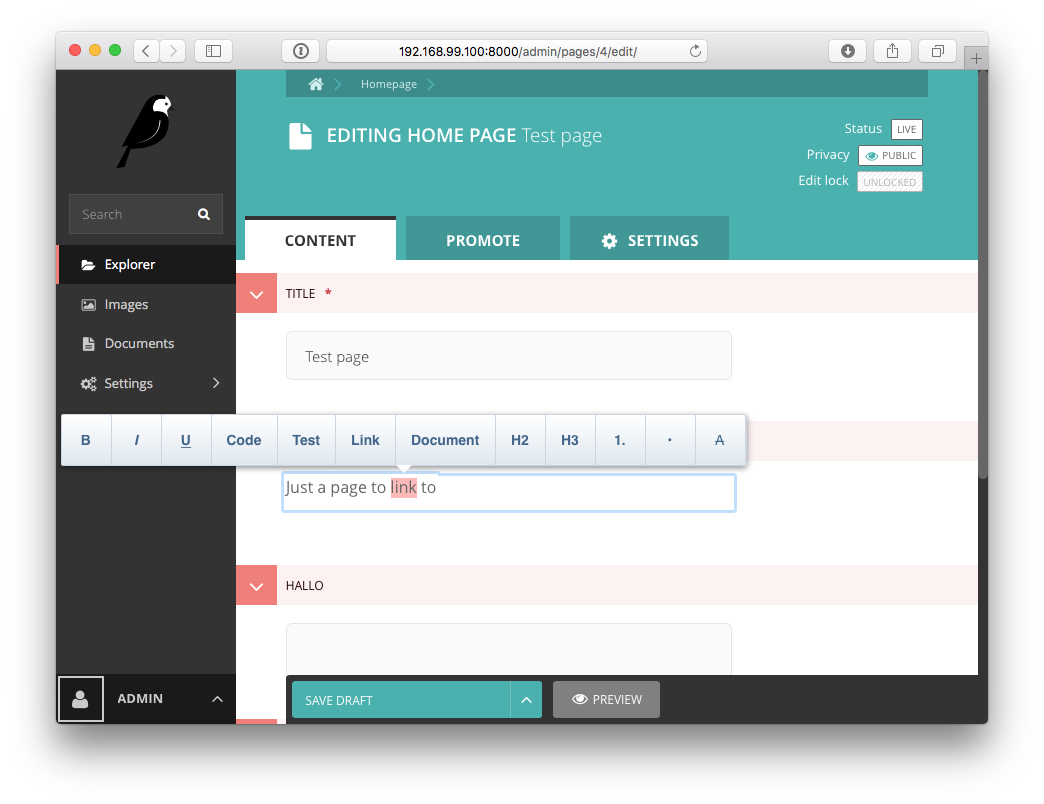 192.168.99.100:8000/admin/pages/4/edit/
Homepage
EDITING HOME PAGE Test page
Status LIVE
Privacy PUBLIC
Edit lock UNLOCKED
Search
Explorer
Images
Documents
Settings
CONTENT PROMOTE SETTINGS
TITLE *
Test page
B I U Code Test Link Document H2 H3 1. · A
Just a page to link to
HALLO
ADMIN
SAVE DRAFT PREVIEW